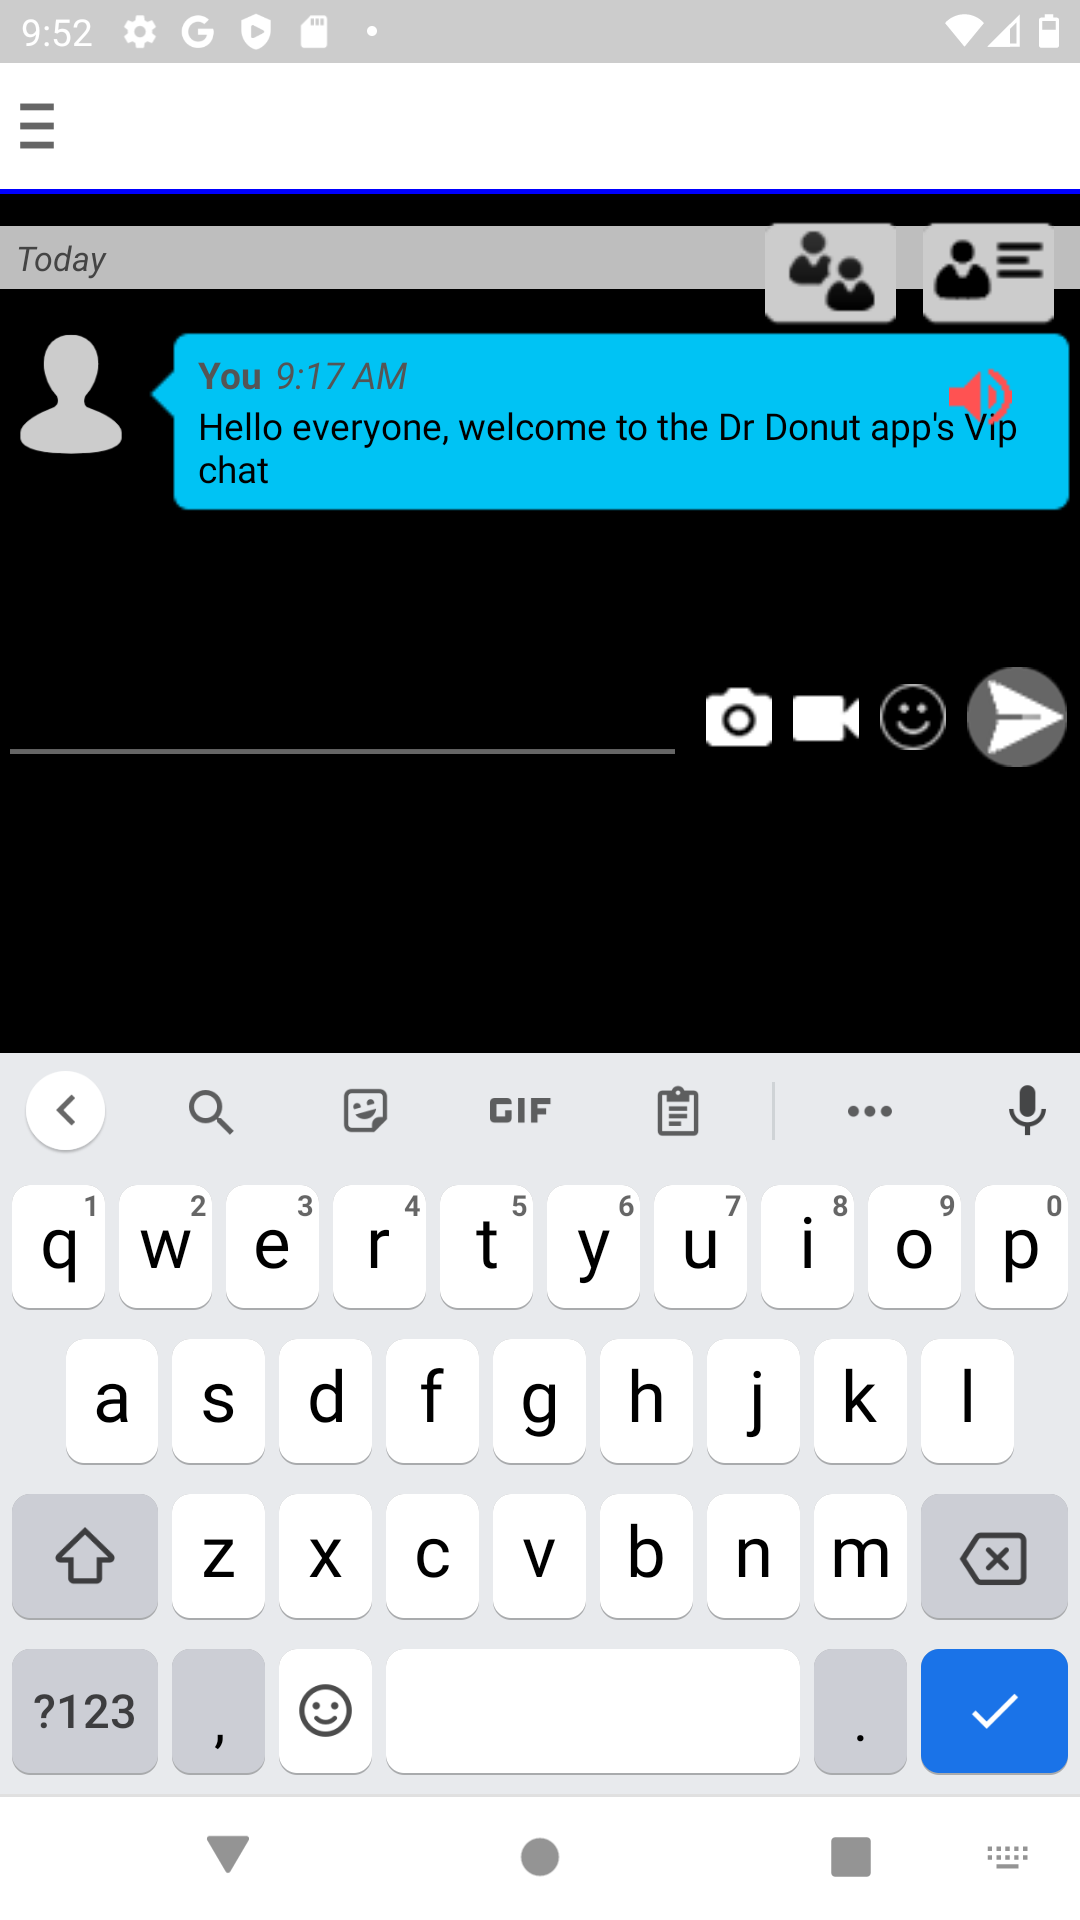 9:52
Today
You 9:17 AM
Hello everyone, welcome to the Dr Donut app's Vip
chat
GIF
1 2 3 4 5 6 7 8 9 0
q w e r t y u i o p
a s d f g h j k l
z x c v b n m
?123 , .